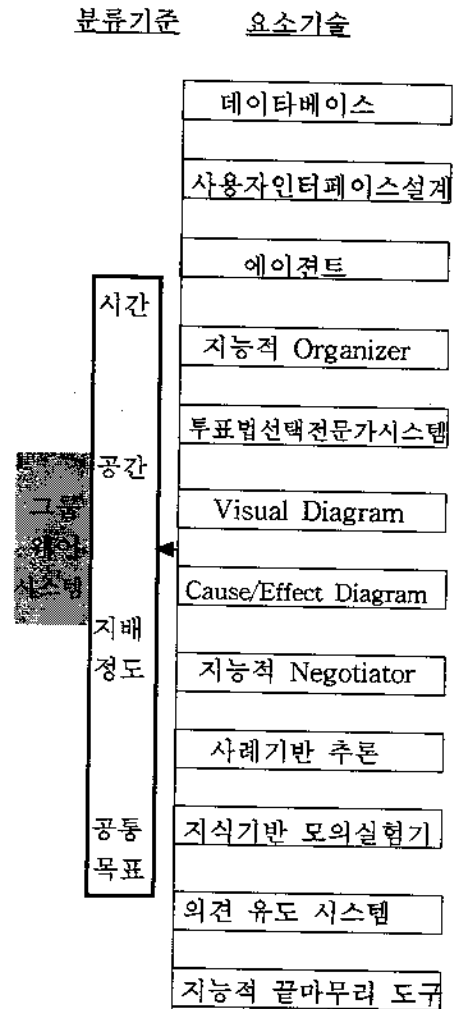 분류기준 요소기술
데이타베이스
사용자인터페이스설계
에이젼트
시간
지능적 Organizer
투표법선택전문가시스템
공간
그룹
웨어
시스템
Visual Diagram
Cause/Effect Diagram
지배
정도
지능적 Negotiator
사례기반 추론
공통
목표
지식기반 모의실험기
의견 유도 시스템
지능적 끝마무리 도구